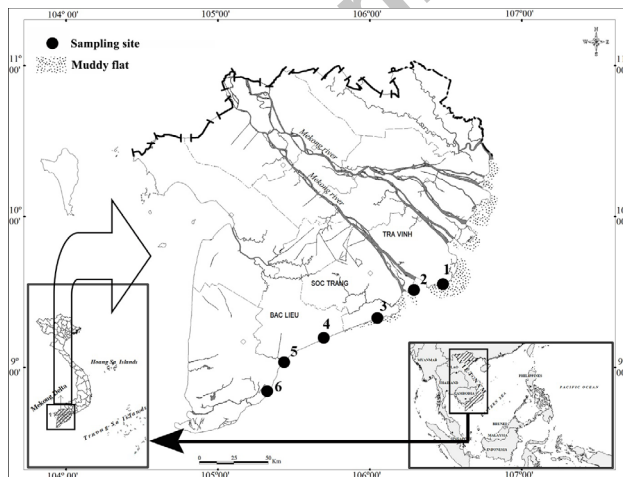 104° 00'
105° 00'
106° 00'
107° 00'
Sampling site
Muddy flat
11° 00'
10° 00'
9° 00'
Mekong river
Mekong river
TRA VINH
SOC TRANG
BAC LIEU
1
2
3
4
5
6
Mekong Delta
Hoang Sa Islands
Truong Sa Islands
MYANMAR
LAO
THAILAND
CAMBODIA
VIETNAM
PHILIPPINES
PACIFIC OCEAN
BRUNEI
MALAYSIA
INDONESIA
0 25 50 Km
104° 00'
105° 00'
106° 00'
107° 00'